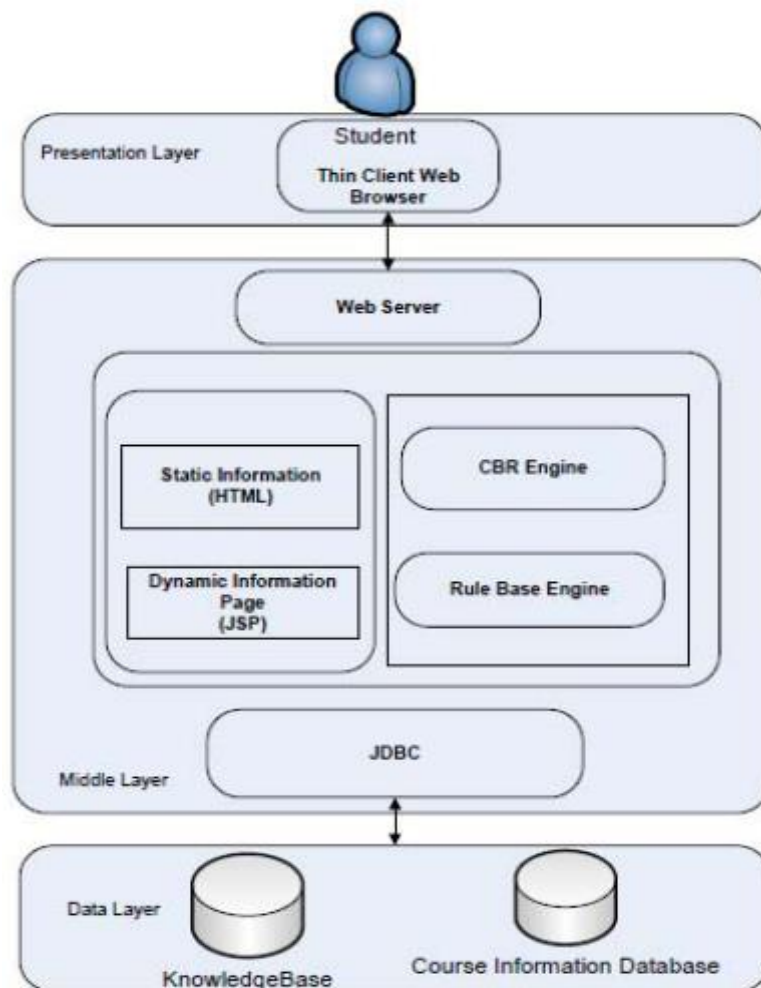 Student
Presentation Layer
Thin Client Web
Browser
Web Server
Static Information
(HTML)
CBR Engine
Dynamic Information
Page
(JSP)
Rule Base Engine
JDBC
Middle Layer
Data Layer
KnowledgeBase
Course Information Database